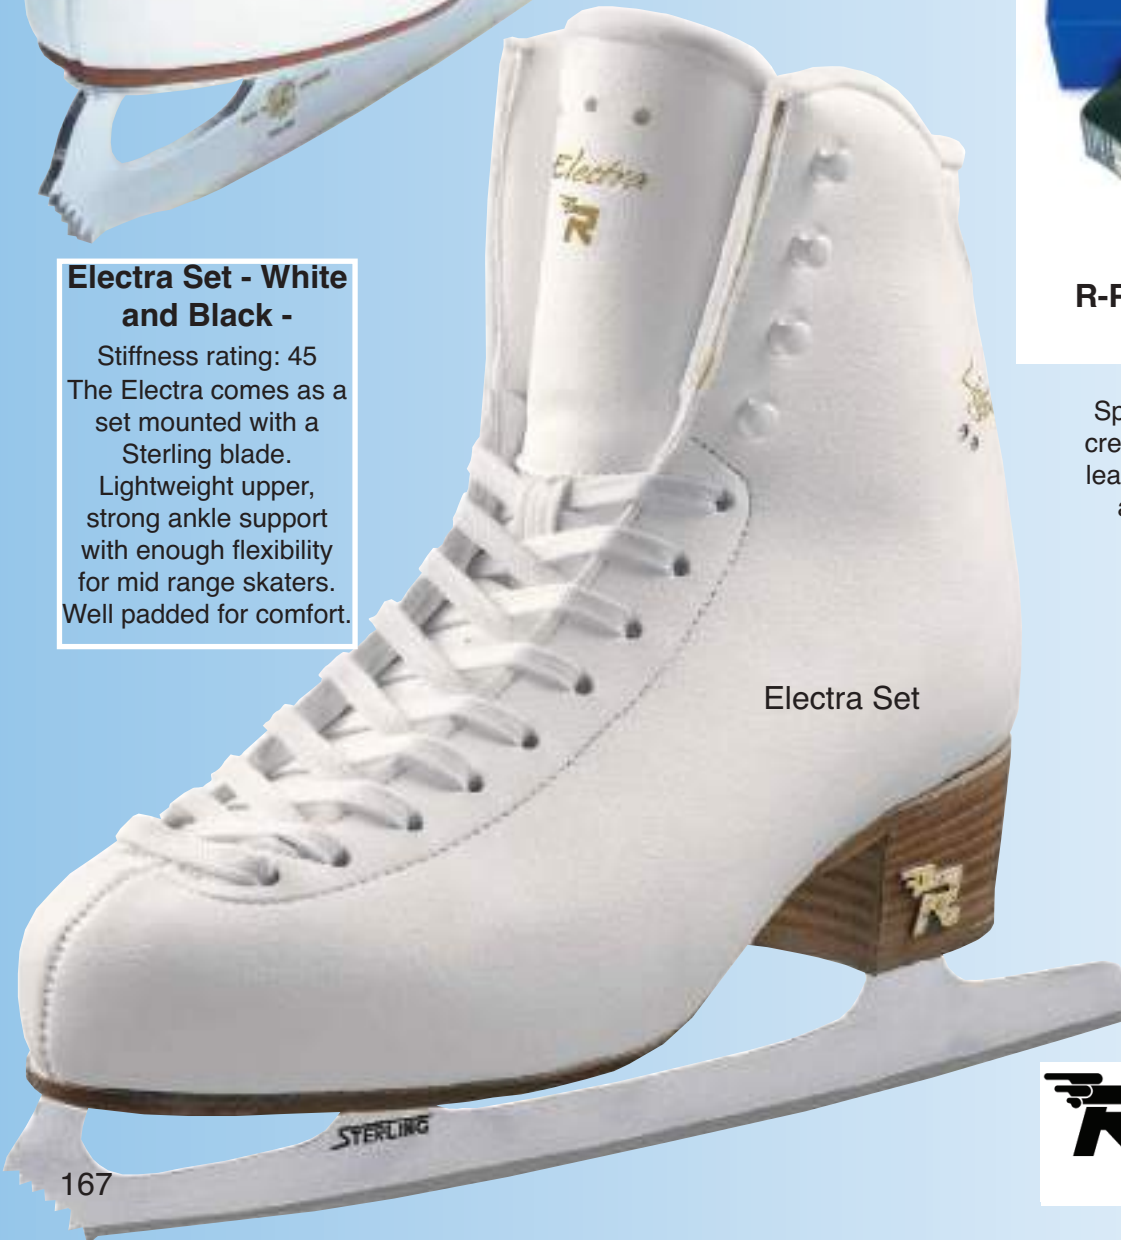 Electra
R
Electra Set - White
and Black -
Stiffness rating: 45
The Electra comes as a
set mounted with a
Sterling blade.
Lightweight upper,
strong ankle support
with enough flexibility
for mid range skaters.
Well padded for comfort.
Electra Set
R
STERLING
167
R